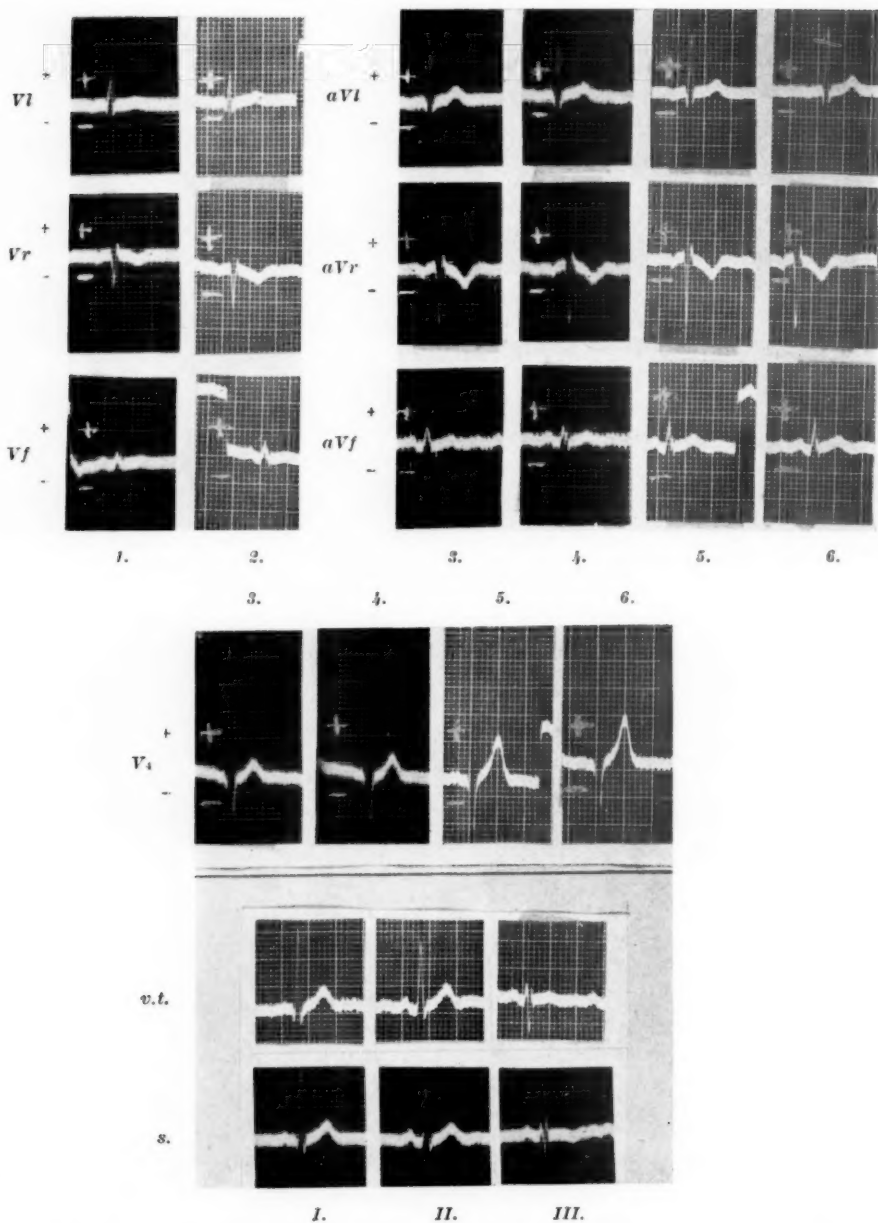 Vl + -
aVl + -
Vr + -
aVr + -
Vf + -
aVf + -
1. 2. 3. 4. 5. 6.
3. 4. 5. 6.
V4 + -
v.t.
s.
I. II. III.